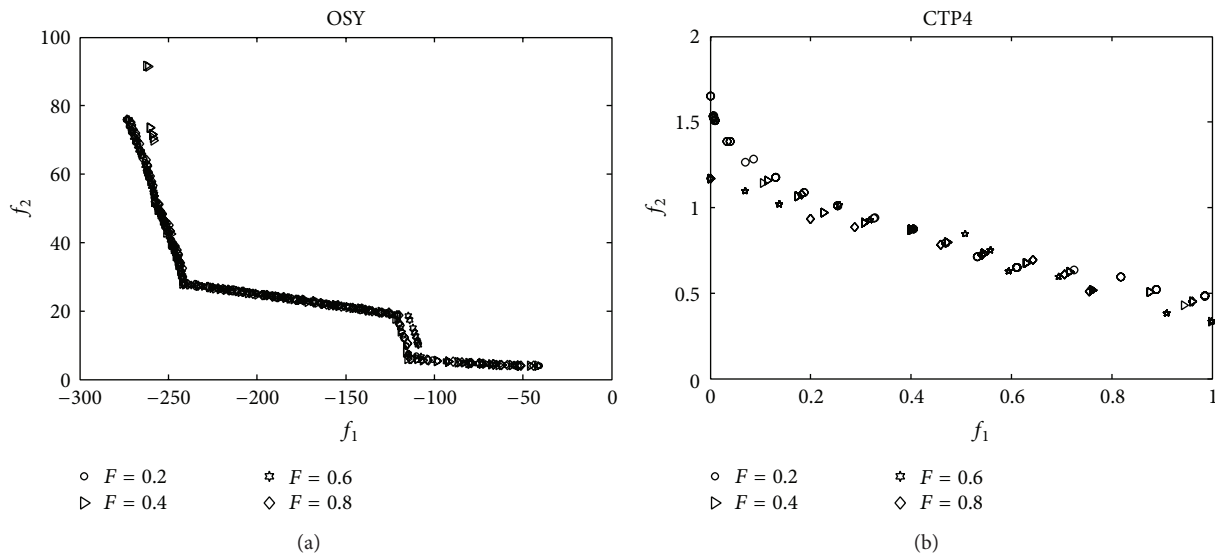 OSY
100
80
60
40
20
0
f2
−300 −250 −200 −150 −100 −50 0
f1
F = 0.2
F = 0.4
F = 0.6
F = 0.8
(a)
CTP4
2
1.5
1
0.5
0
f2
0 0.2 0.4 0.6 0.8 1
f1
F = 0.2
F = 0.4
F = 0.6
F = 0.8
(b)